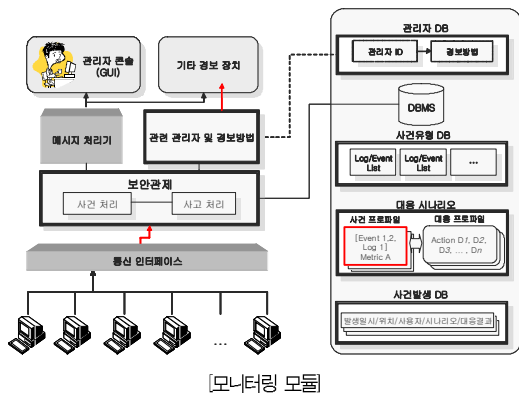 관리자 콘솔
(GUI)
기타 경보 장치
메시지 처리기
관련 관리자 및 경보방법
보안관제
사건 처리
사고 처리
통신 인터페이스
...
관리자 DB
관리자 ID
경보방법
DBMS
사건유형 DB
Log/Event
List
Log/Event
List
...
대응 시나리오
사건 프로파일
[Event 1,2,
Log 1]
Metric A
대응 프로파일
Action D1, D2,
D3, ... , Dn
사건발생 DB
발생일시/위치/사용자/시나리오/대응결과
[모니터링 모듈]